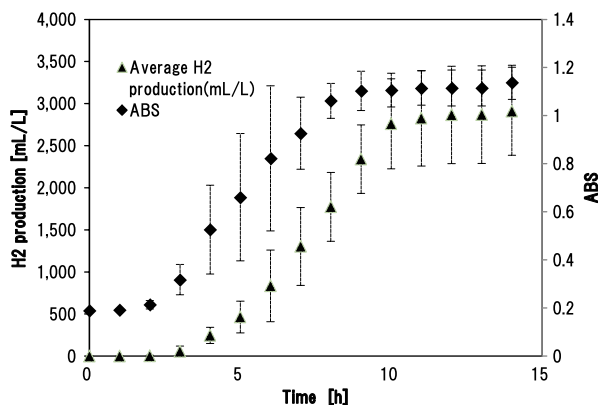 4,000
3,500
3,000
2,500
2,000
1,500
1,000
500
0
H2 production [mL/L]
Average H2
production(mL/L)
ABS
1.4
1.2
1
0.8
0.6
0.4
0.2
0
ABS
0 5 10 15
Time [h]